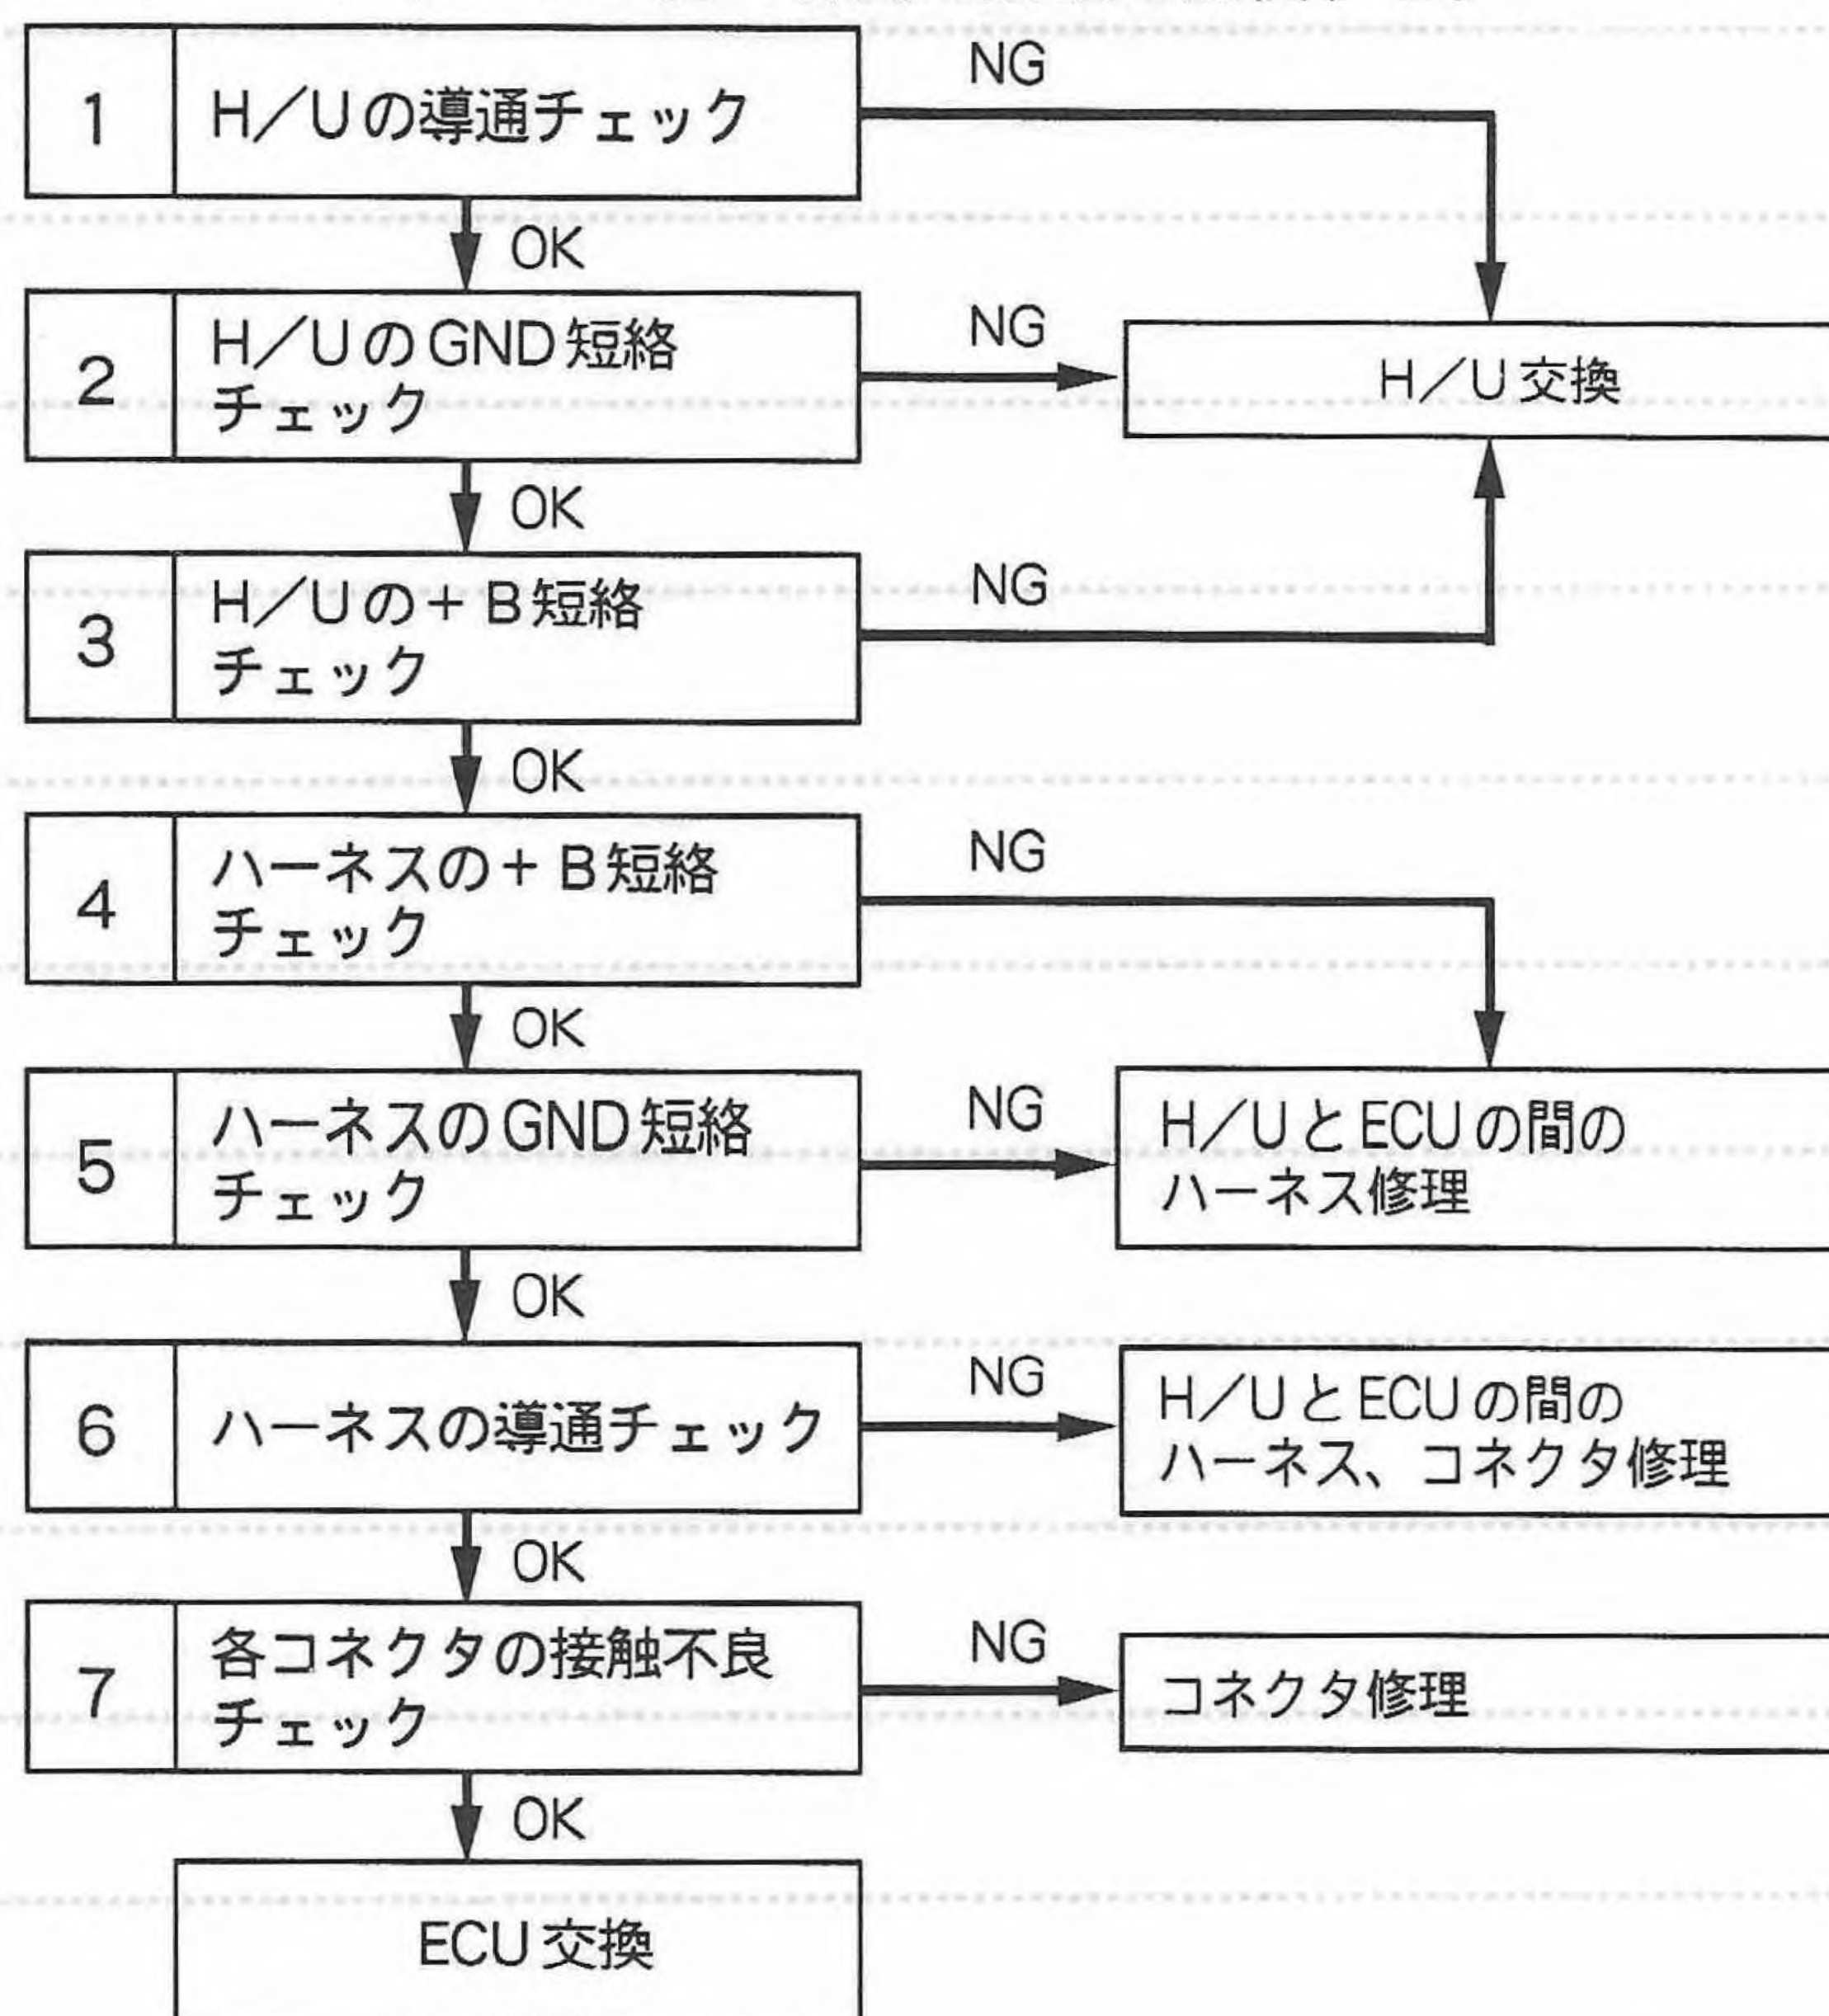 1 H/Uの導通チェック
NG
OK
2 H/UのGND短絡
チェック
NG
H/U交換
OK
3 H/Uの+B短絡
チェック
NG
OK
4 ハーネスの+B短絡
チェック
NG
OK
5 ハーネスのGND短絡
チェック
NG
H/UとECUの間の
ハーネス修理
OK
6 ハーネスの導通チェック
NG
H/UとECUの間の
ハーネス、コネクタ修理
OK
7 各コネクタの接触不良
チェック
NG
コネクタ修理
OK
ECU交換